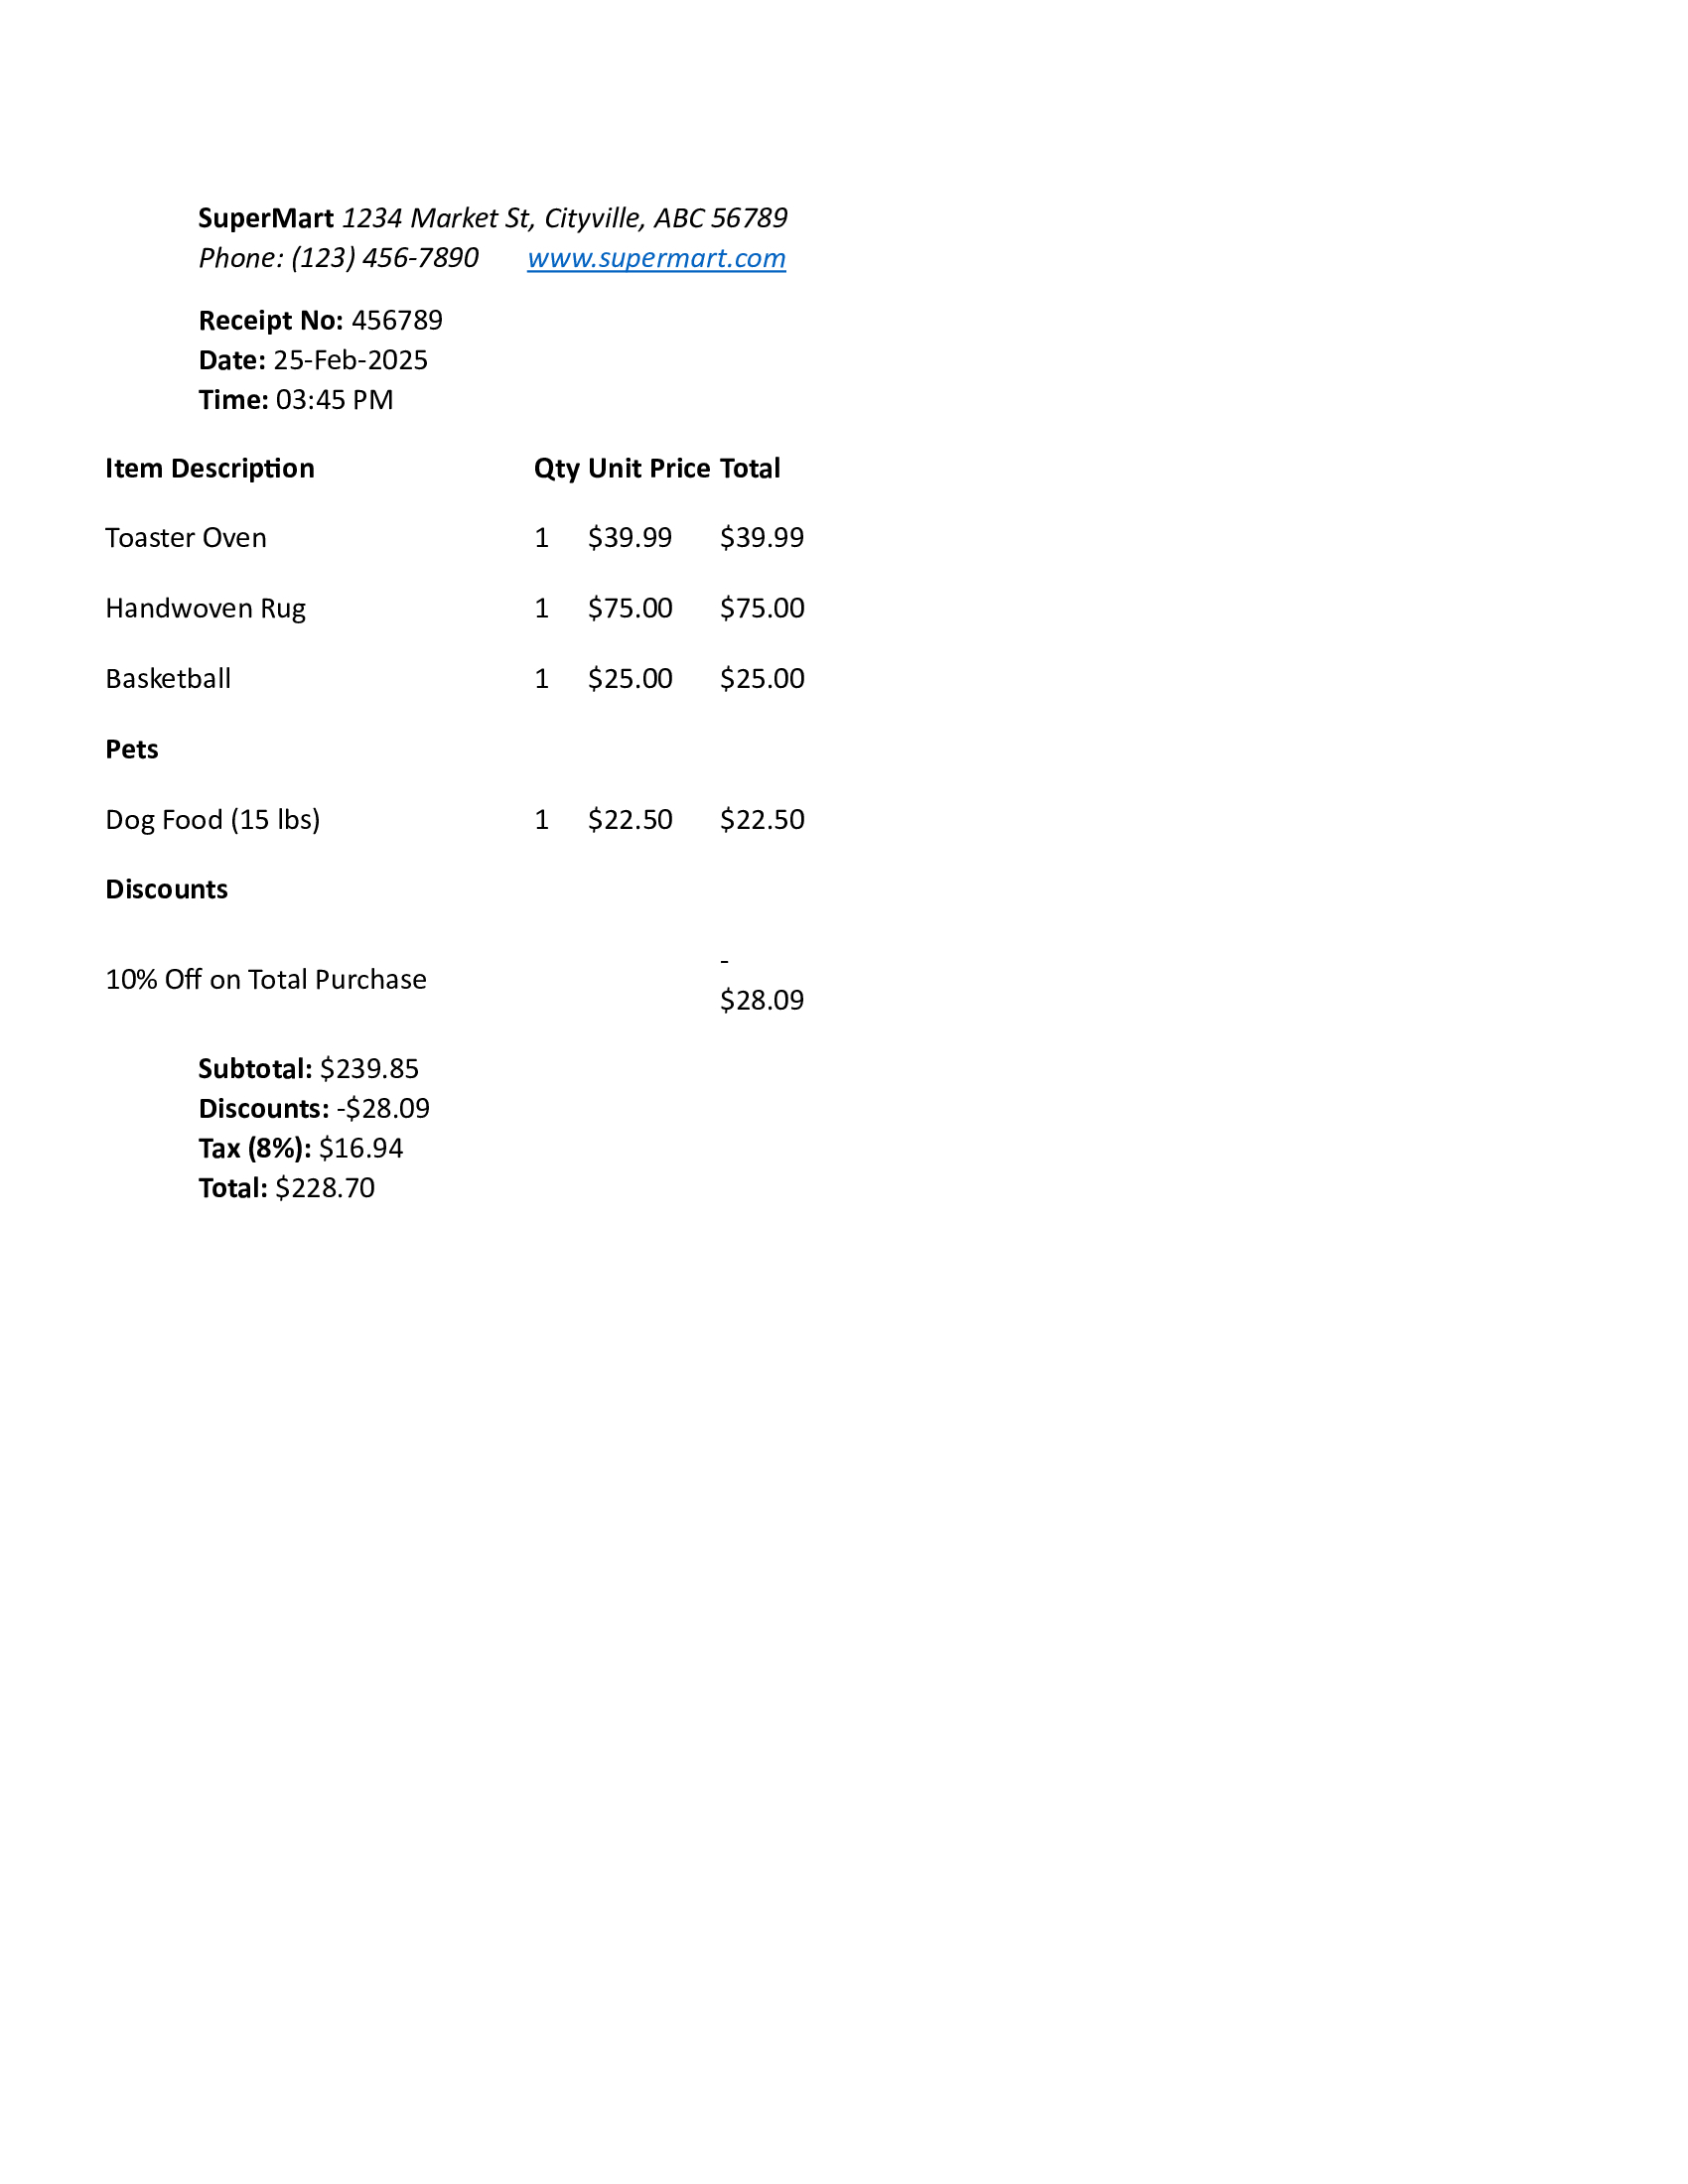 SuperMart 1234 Market St, Cityville, ABC 56789
Phone: (123) 456-7890 www.supermart.com
Receipt No: 456789
Date: 25-Feb-2025
Time: 03:45 PM
Item Description Qty Unit Price Total
Toaster Oven 1 $39.99 $39.99
Handwoven Rug 1 $75.00 $75.00
Basketball 1 $25.00 $25.00
Pets
Dog Food (15 lbs) 1 $22.50 $22.50
Discounts
10% Off on Total Purchase -
$28.09
Subtotal: $239.85
Discounts: -$28.09
Tax (8%): $16.94
Total: $228.70